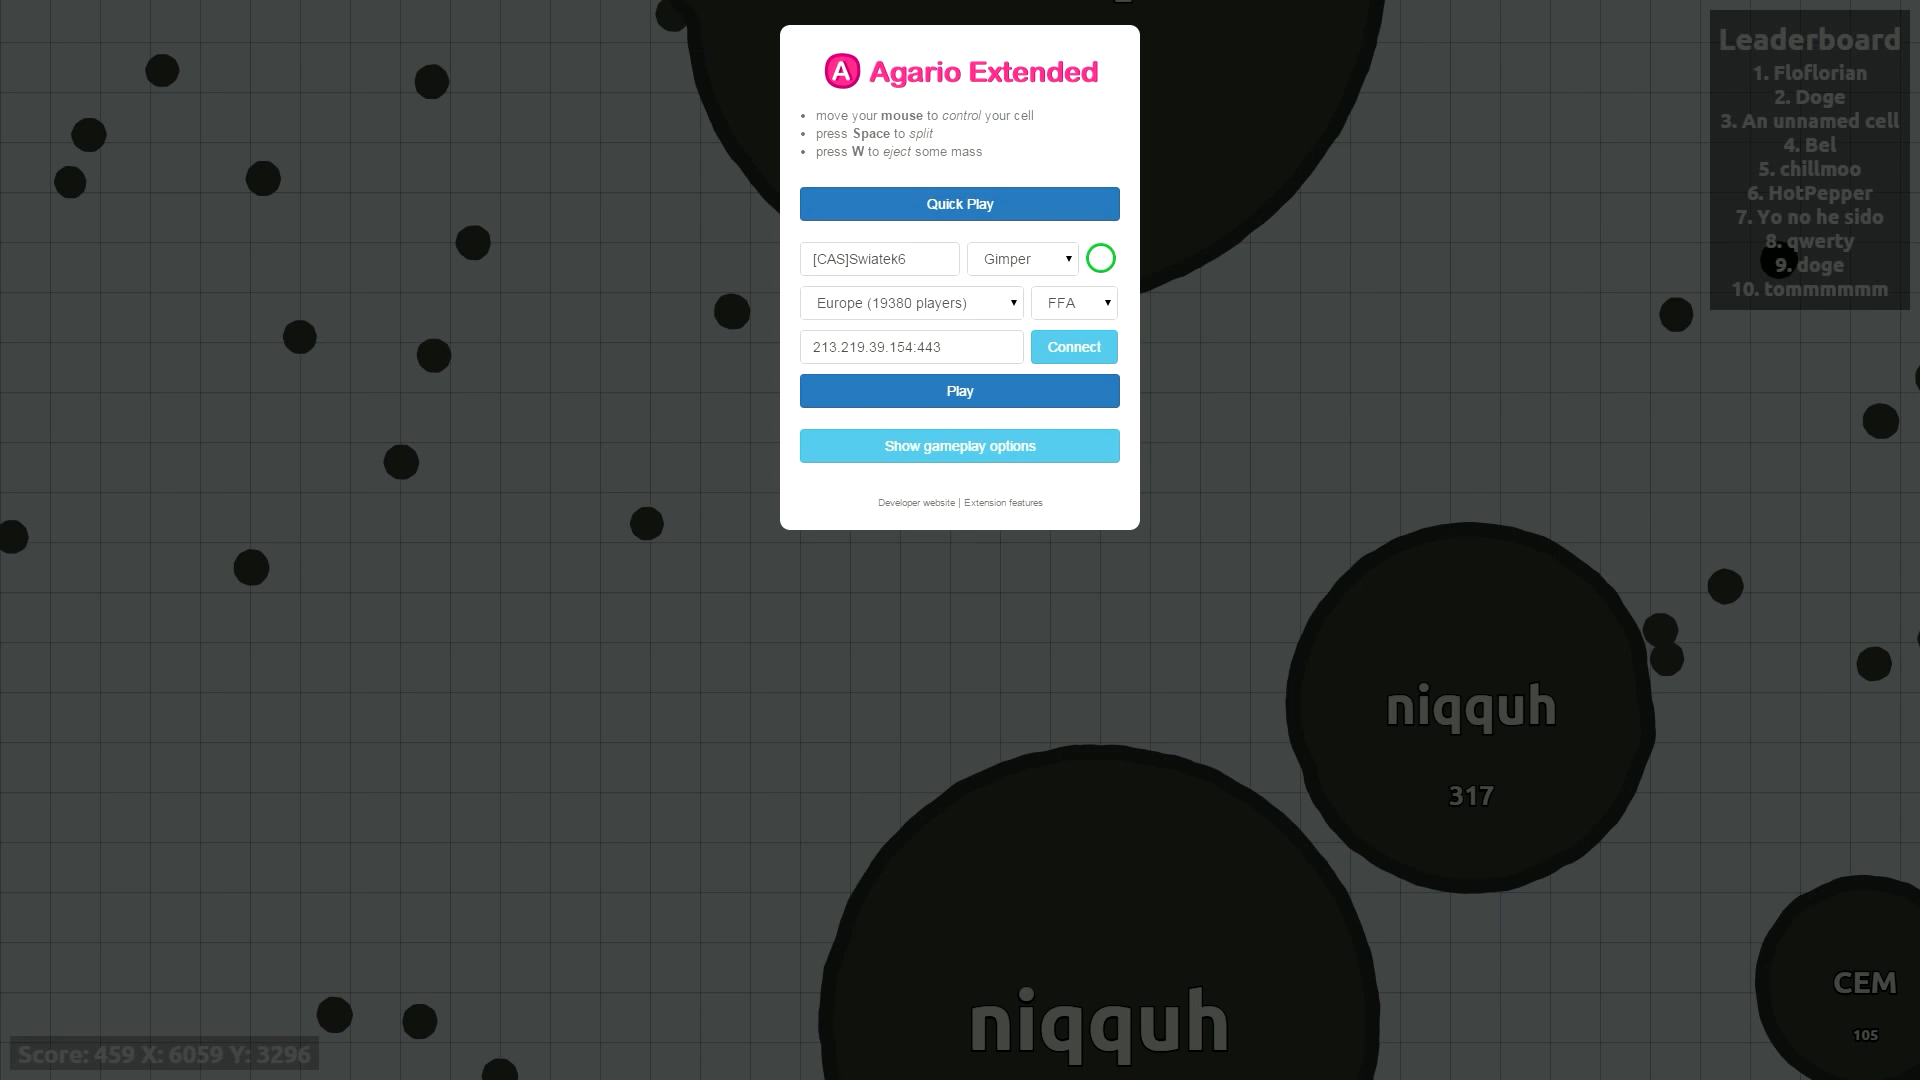 A Agario Extended
• move your mouse to control your cell
• press Space to split
• press W to eject some mass
Quick Play
[CAS]Swiatek6
Gimper
Europe (19380 players)
FFA
213.219.39.154:443
Connect
Play
Show gameplay options
Developer website | Extension features
Leaderboard
1. Floflorian
2. Doge
3. An unnamed cell
4. Bel
5. chillmoo
6. HotPepper
7. Yo no he sido
8. qwerty
9. doge
10. tommmmmm
niqquh
317
niqquh
CEM
105
Score: 459 X: 6059 Y: 3296